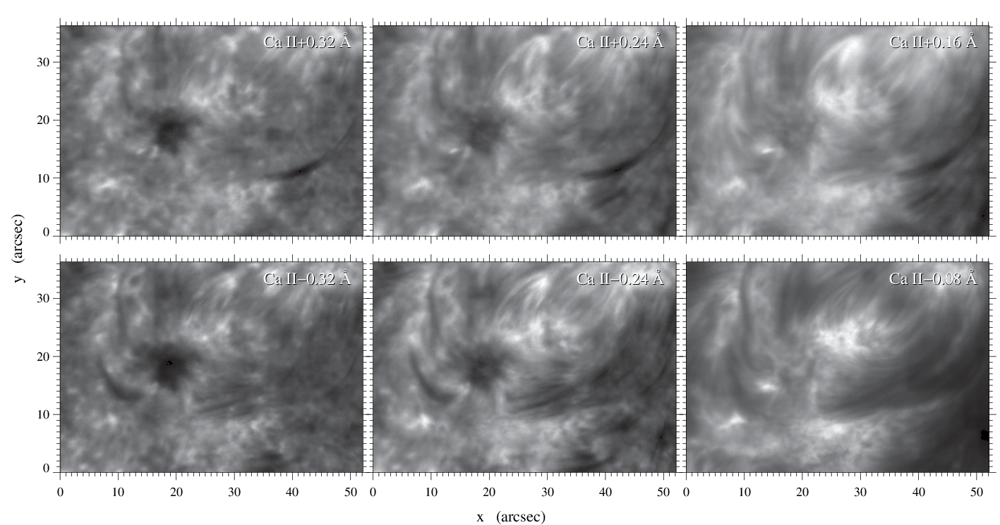 Ca II+0.32 Å Ca II+0.24 Å Ca II+0.16 Å
30
20
10
0
Ca II−0.32 Å Ca II−0.24 Å Ca II−0.08 Å
30
20
10
0
0 10 20 30 40 50 0 10 20 30 40 50 0 10 20 30 40 50
y (arcsec)
x (arcsec)